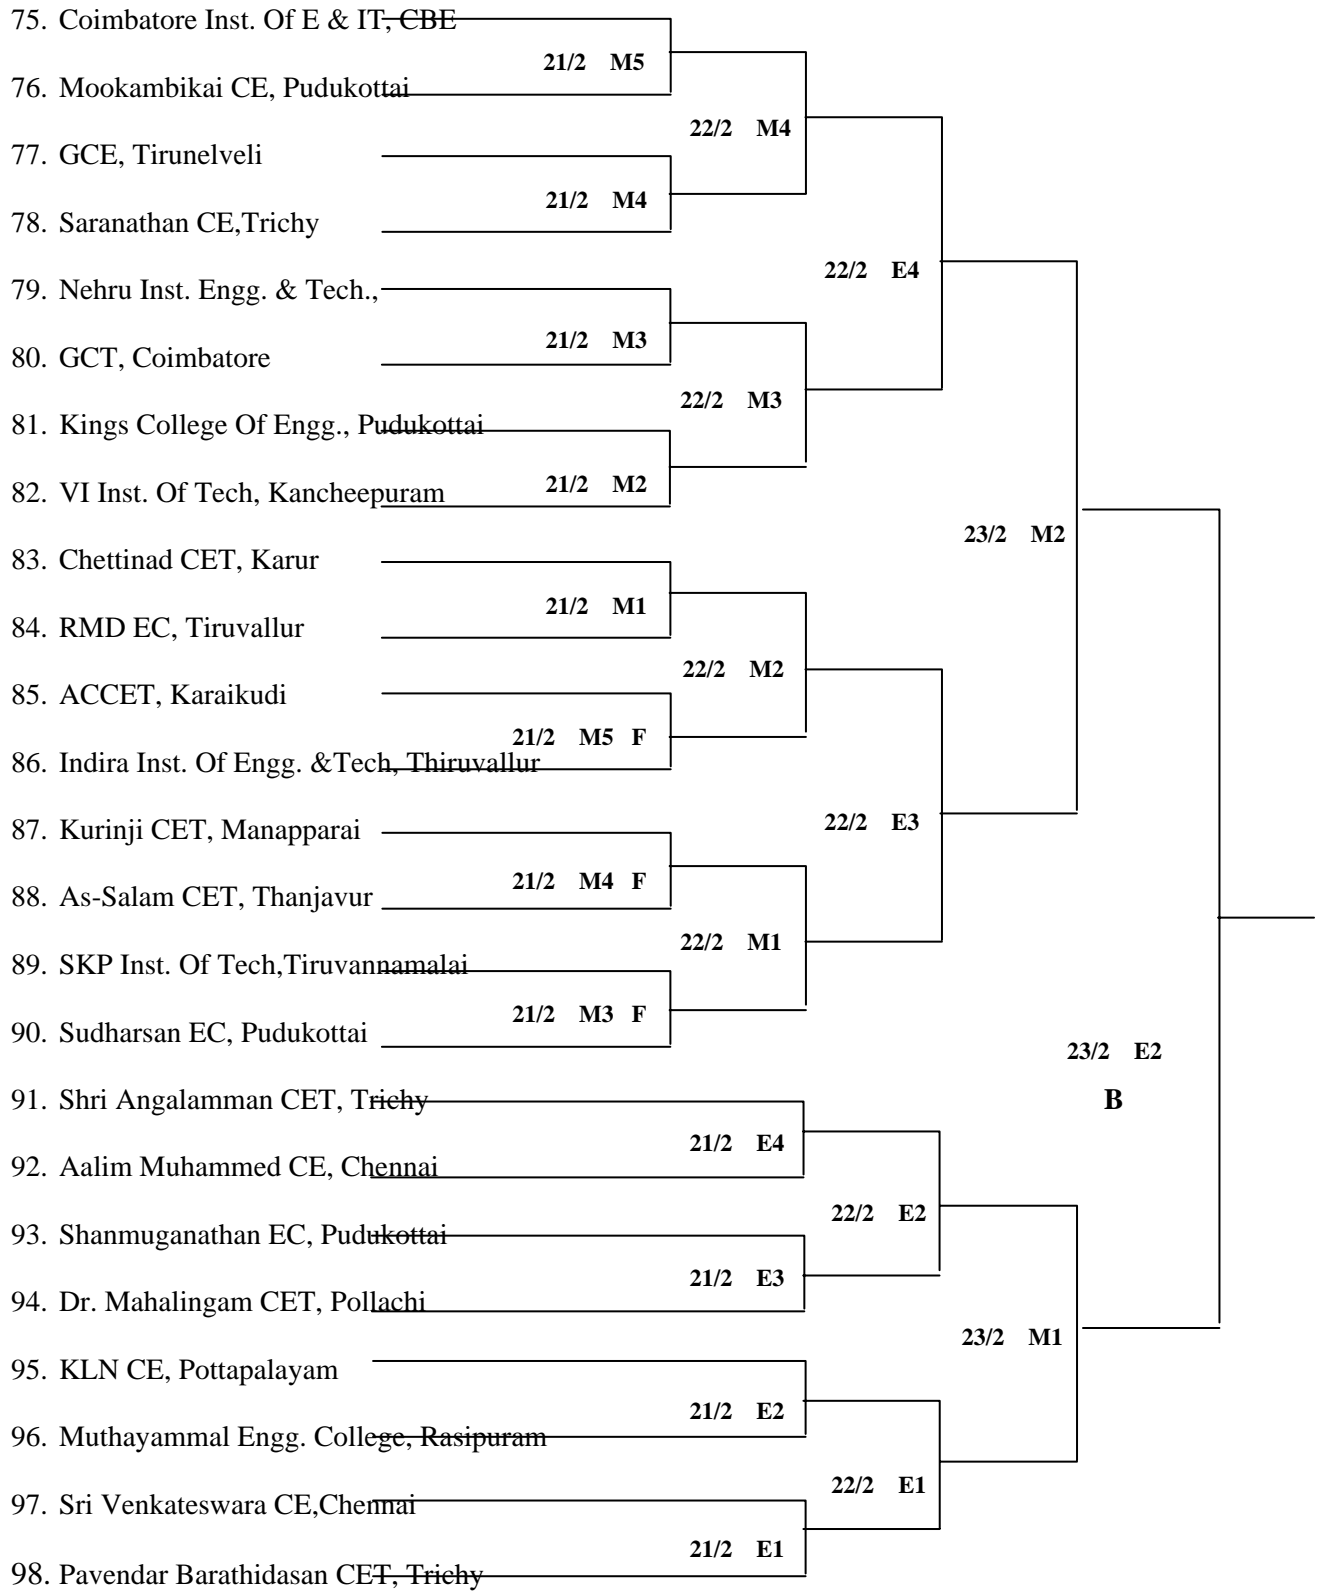 75. Coimbatore Inst. Of E & IT, CBE
21/2 M5
76. Mookambikai CE, Pudukottai
22/2 M4
77. GCE, Tirunelveli
21/2 M4
78. Saranathan CE,Trichy
22/2 E4
79. Nehru Inst. Engg. & Tech.,
21/2 M3
80. GCT, Coimbatore
22/2 M3
81. Kings College Of Engg., Pudukottai
21/2 M2
82. VI Inst. Of Tech, Kancheepuram
23/2 M2
83. Chettinad CET, Karur
21/2 M1
84. RMD EC, Tiruvallur
22/2 M2
85. ACCET, Karaikudi
21/2 M5 F
86. Indira Inst. Of Engg. &Tech, Thiruvallur
22/2 E3
87. Kurinji CET, Manapparai
21/2 M4 F
88. As-Salam CET, Thanjavur
22/2 M1
89. SKP Inst. Of Tech,Tiruvannamalai
21/2 M3 F
90. Sudharsan EC, Pudukottai
23/2 E2
B
91. Shri Angalamman CET, Trichy
21/2 E4
92. Aalim Muhammed CE, Chennai
22/2 E2
93. Shanmuganathan EC, Pudukottai
21/2 E3
94. Dr. Mahalingam CET, Pollachi
23/2 M1
95. KLN CE, Pottapalayam
21/2 E2
96. Muthayammal Engg. College, Rasipuram
22/2 E1
97. Sri Venkateswara CE,Chennai
21/2 E1
98. Pavendar Barathidasan CET, Trichy